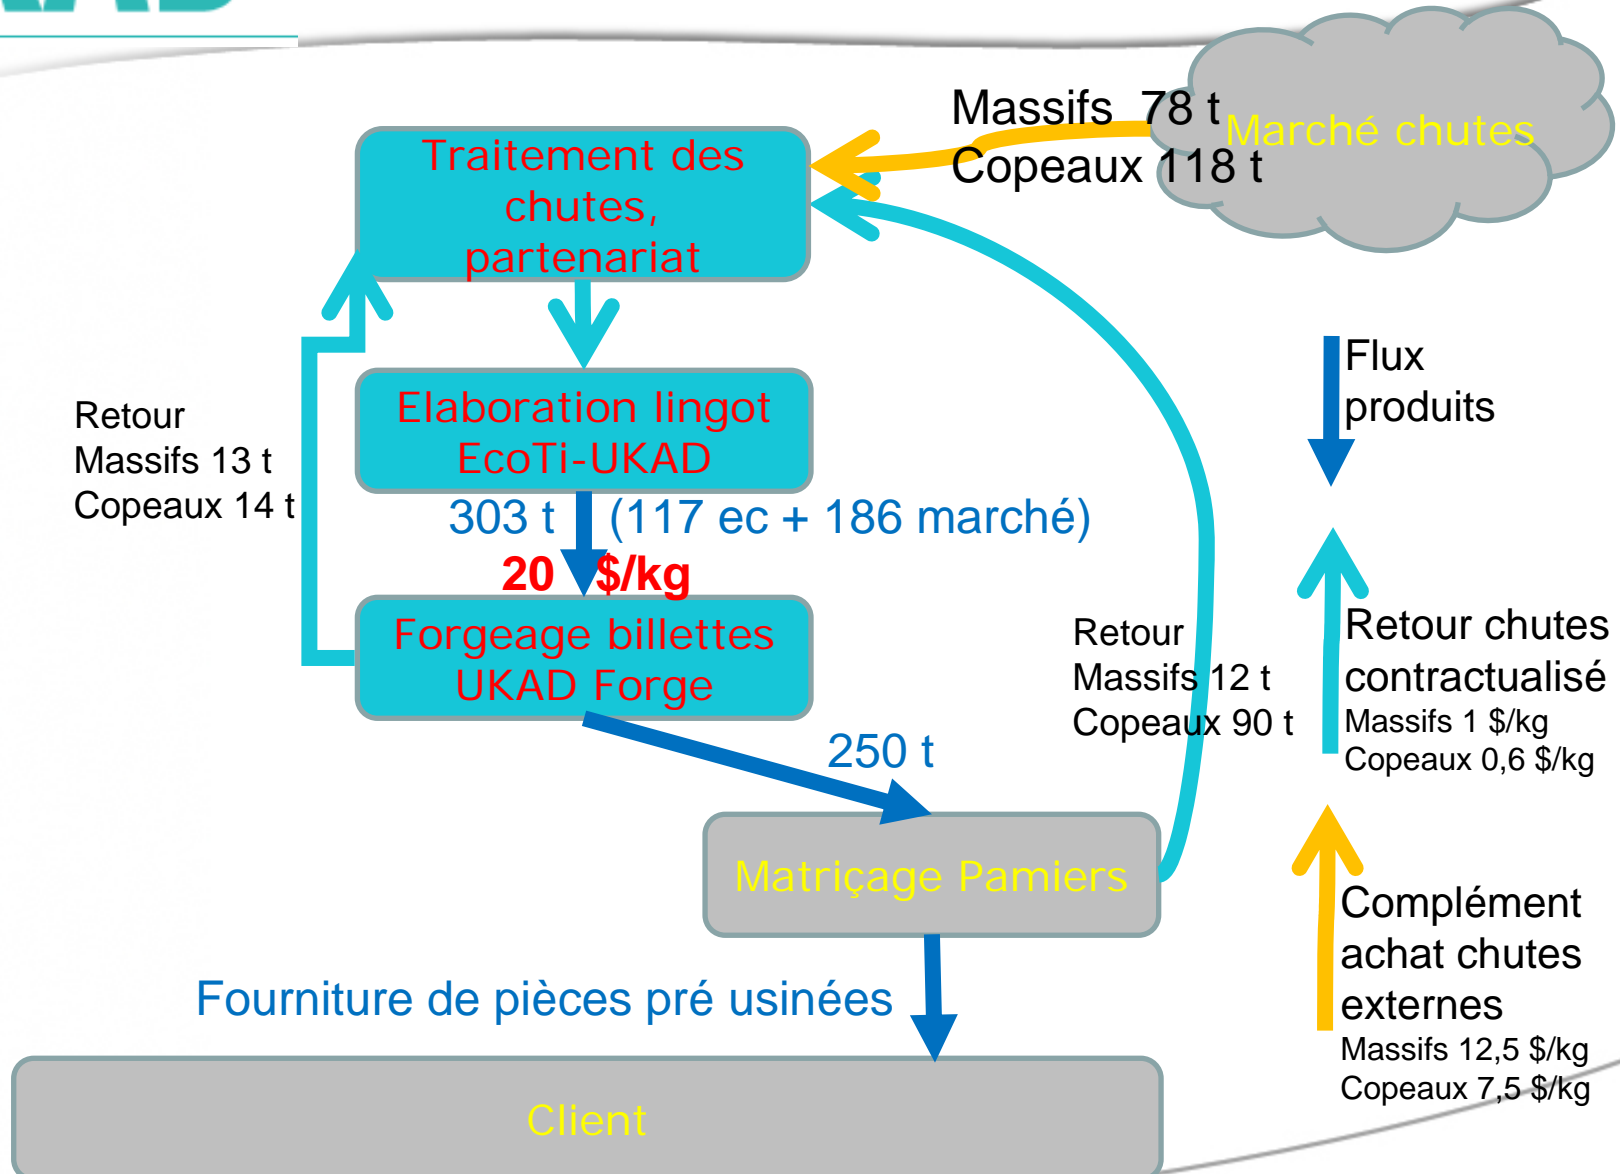 Massifs 78 t
Marché chutes
Copeaux 118 t
Traitement des
chutes,
partenariat
Flux
produits
Elaboration lingot
EcoTi-UKAD
Retour
Massifs 13 t
Copeaux 14 t
303 t (117 ec + 186 marché)
20 $/kg
Forgeage billettes
UKAD Forge
Retour
Massifs 12 t
Copeaux 90 t
Retour chutes
contractualisé
Massifs 1 $/kg
Copeaux 0,6 $/kg
250 t
Matriçage Pamiers
Complément
achat chutes
externes
Massifs 12,5 $/kg
Copeaux 7,5 $/kg
Fourniture de pièces pré usinées
Client